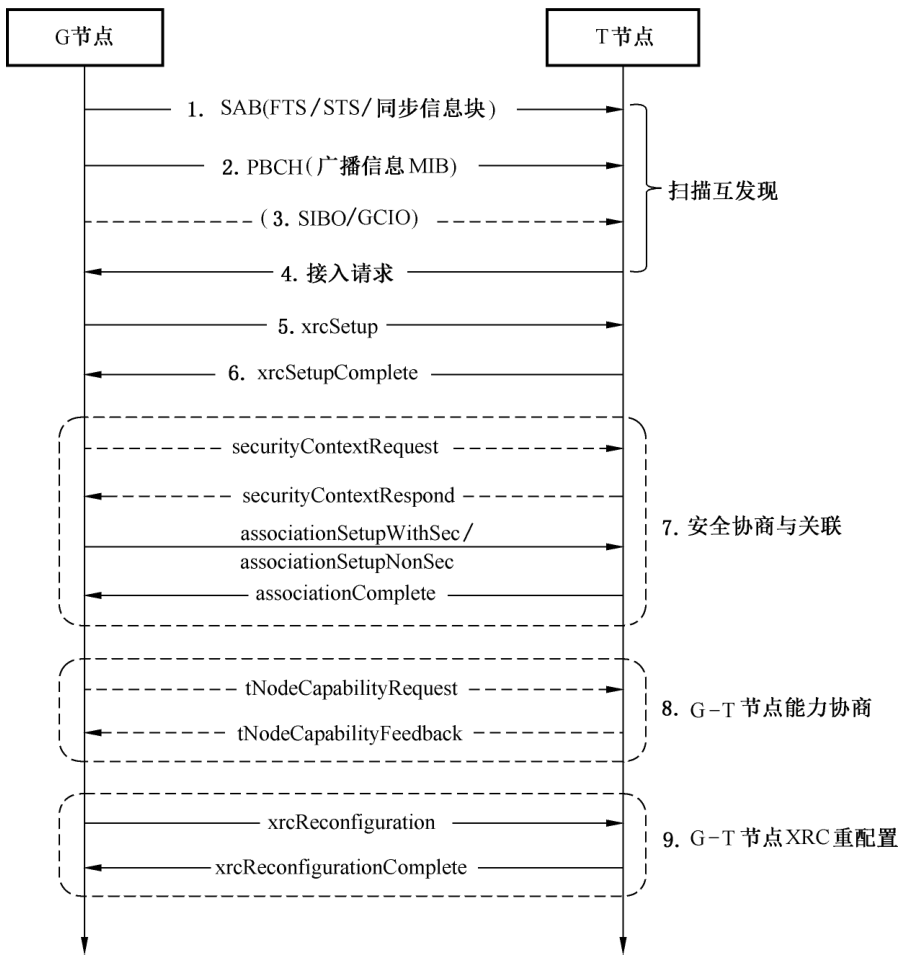 G节点
T节点
1. SAB(FTS/STS/同步信息块)
2. PBCH(广播信息MIB)
扫描互发现
(3. SIBO/GCIO)
4. 接入请求
5. xrcSetup
6. xrcSetupComplete
securityContextRequest
securityContextRespond
associationSetupWithSec/
associationSetupNonSec
7. 安全协商与关联
associationComplete
tNodeCapabilityRequest
8. G-T节点能力协商
tNodeCapabilityFeedback
xrcReconfiguration
9. G-T节点XRC重配置
xrcReconfigurationComplete